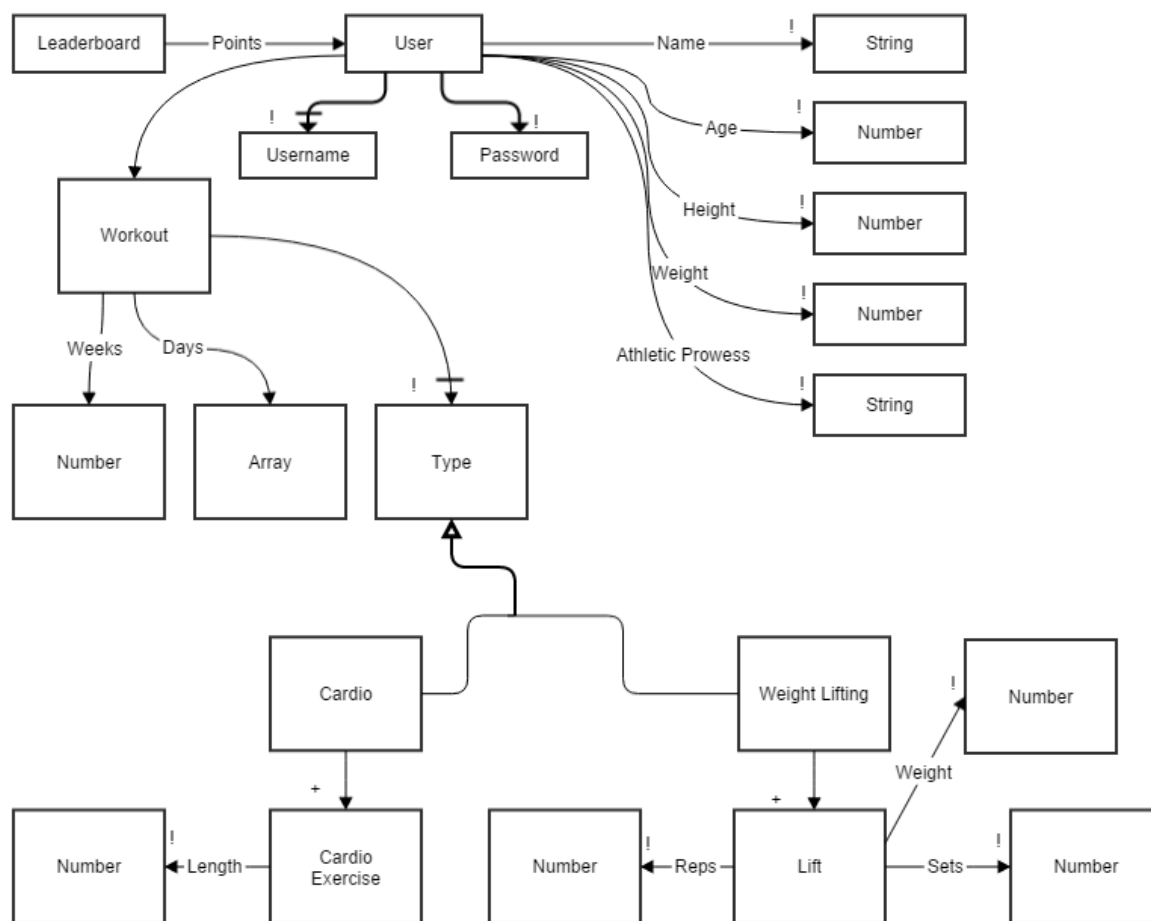 Leaderboard
Points
User
Name
!
String
!
Username
!
Password
Age
!
Number
Height
!
Number
Weight
!
Number
Athletic Prowess
!
String
Workout
Weeks
Days
!
Number
Array
Type
Cardio
Weight Lifting
!
Number
Weight
+
+
Number
!
Length
Cardio
Exercise
Number
!
Reps
Lift
Sets
!
Number